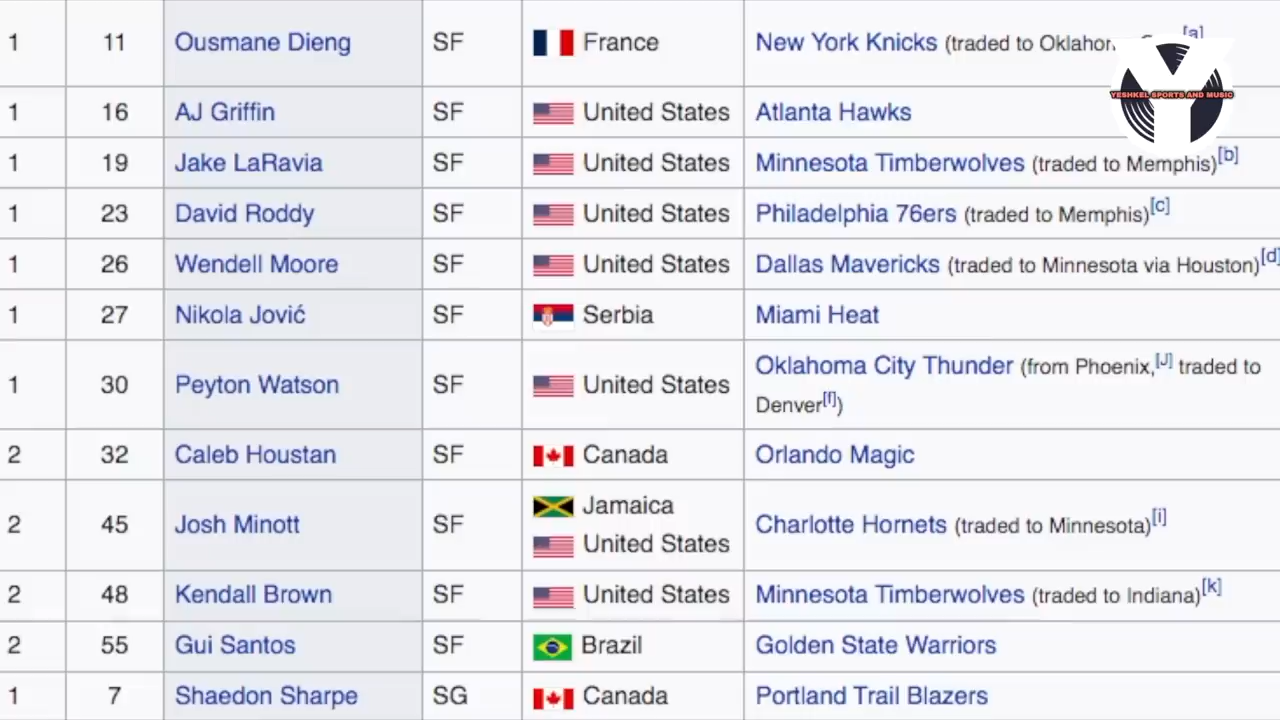 1 11 Ousmane Dieng SF France New York Knicks (traded to Oklahom [a]
YESHKEL SPORTS AND MUSIC
1 16 AJ Griffin SF United States Atlanta Hawks
1 19 Jake LaRavia SF United States Minnesota Timberwolves (traded to Memphis)[b]
1 23 David Roddy SF United States Philadelphia 76ers (traded to Memphis)[c]
1 26 Wendell Moore SF United States Dallas Mavericks (traded to Minnesota via Houston)[d]
1 27 Nikola Jović SF Serbia Miami Heat
1 30 Peyton Watson SF United States Oklahoma City Thunder (from Phoenix,[J] traded to
Denver[f])
2 32 Caleb Houstan SF Canada Orlando Magic
2 45 Josh Minott SF Jamaica
United States Charlotte Hornets (traded to Minnesota)[i]
2 48 Kendall Brown SF United States Minnesota Timberwolves (traded to Indiana)[k]
2 55 Gui Santos SF Brazil Golden State Warriors
1 7 Shaedon Sharpe SG Canada Portland Trail Blazers